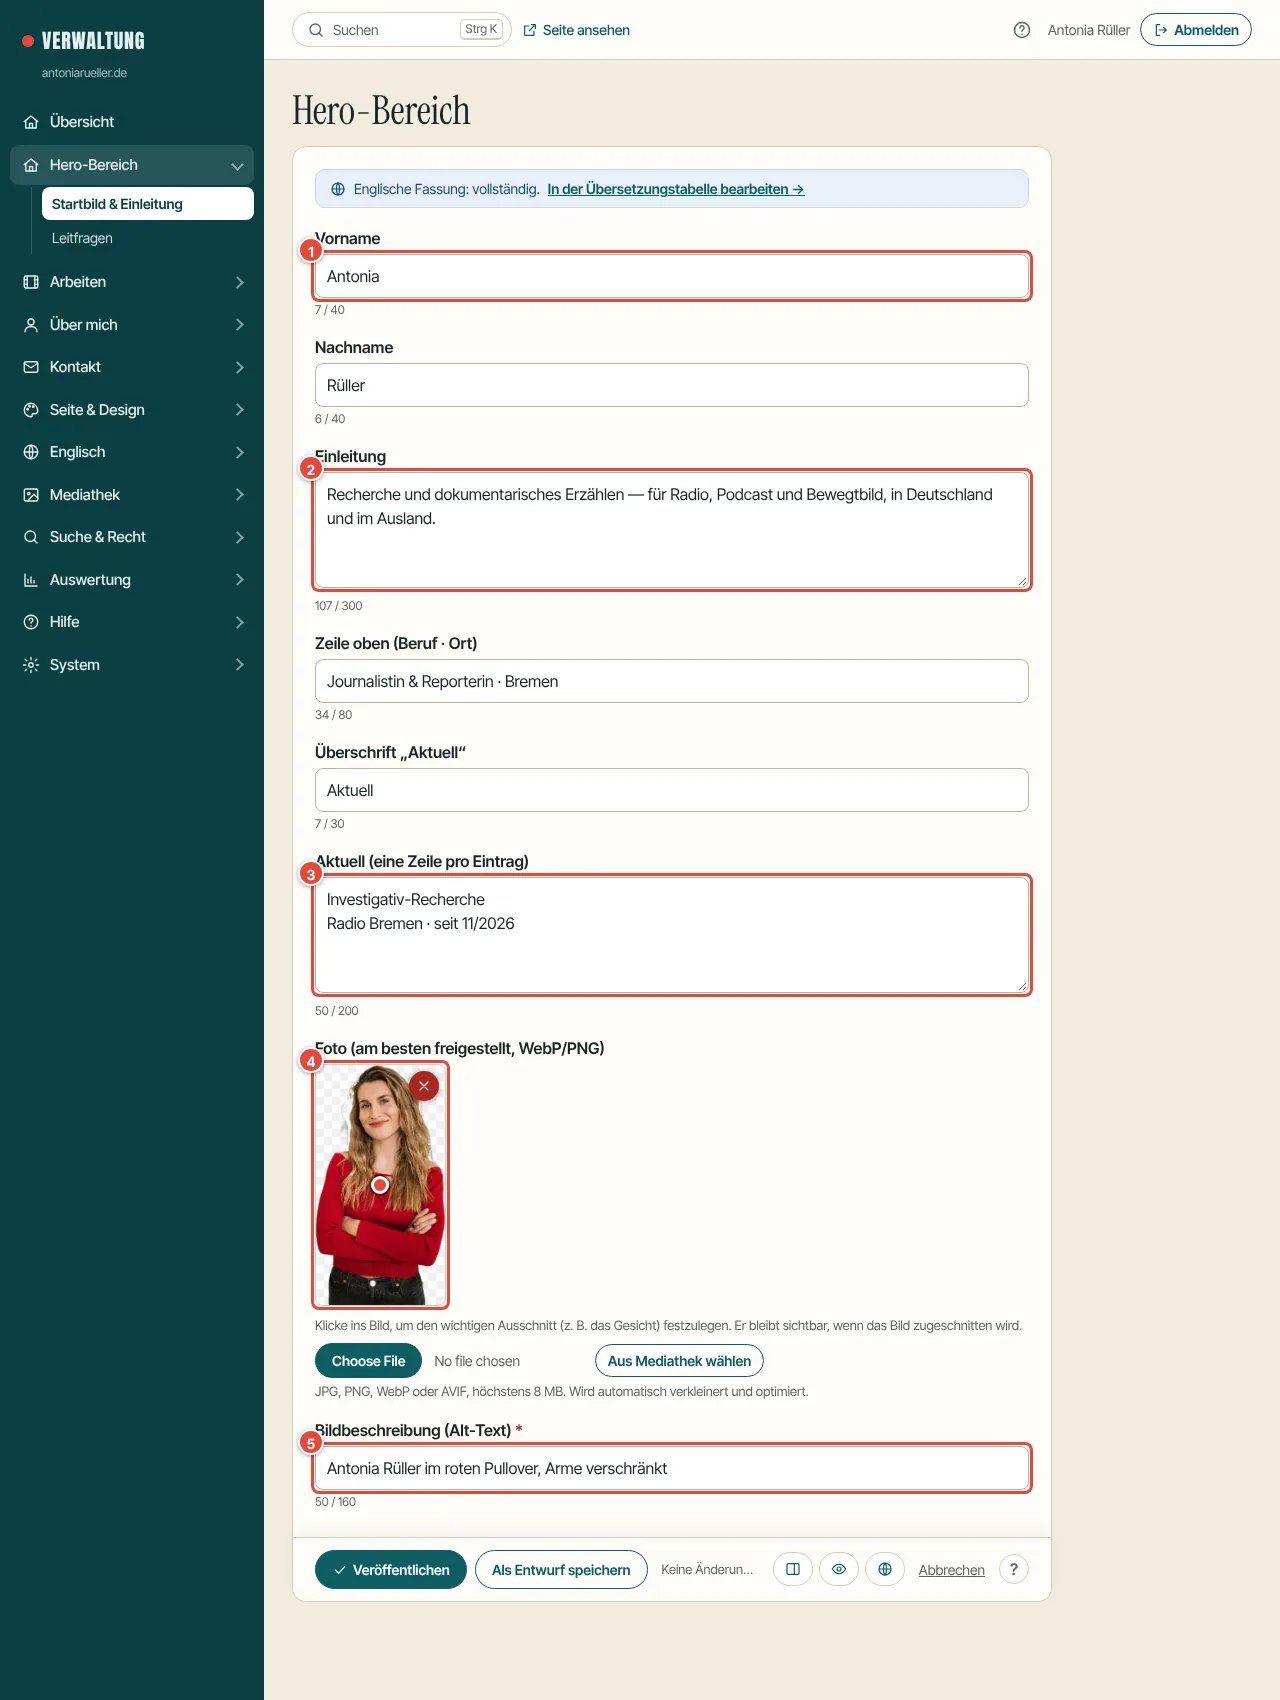 VERWALTUNG
antoniarueller.de
Übersicht
Hero-Bereich
Startbild & Einleitung
Leitfragen
Arbeiten
Über mich
Kontakt
Seite & Design
Englisch
Mediathek
Suche & Recht
Auswertung
Hilfe
System
Suchen Strg K
Seite ansehen
Antonia Rüller
Abmelden
Hero-Bereich
Englische Fassung: vollständig. In der Übersetzungstabelle bearbeiten →
Vorname
1
Antonia
7 / 40
Nachname
Rüller
6 / 40
Einleitung
2
Recherche und dokumentarisches Erzählen — für Radio, Podcast und Bewegtbild, in Deutschland
und im Ausland.
107 / 300
Zeile oben (Beruf · Ort)
Journalistin & Reporterin · Bremen
34 / 80
Überschrift „Aktuell“
Aktuell
7 / 30
Aktuell (eine Zeile pro Eintrag)
3
Investigativ-Recherche
Radio Bremen · seit 11/2026
50 / 200
Foto (am besten freigestellt, WebP/PNG)
4
Klicke ins Bild, um den wichtigen Ausschnitt (z. B. das Gesicht) festzulegen. Er bleibt sichtbar, wenn das Bild zugeschnitten wird.
Choose File No file chosen Aus Mediathek wählen
JPG, PNG, WebP oder AVIF, höchstens 8 MB. Wird automatisch verkleinert und optimiert.
Bildbeschreibung (Alt-Text) *
5
Antonia Rüller im roten Pullover, Arme verschränkt
50 / 160
Veröffentlichen Als Entwurf speichern Keine Änderun... Abbrechen ?